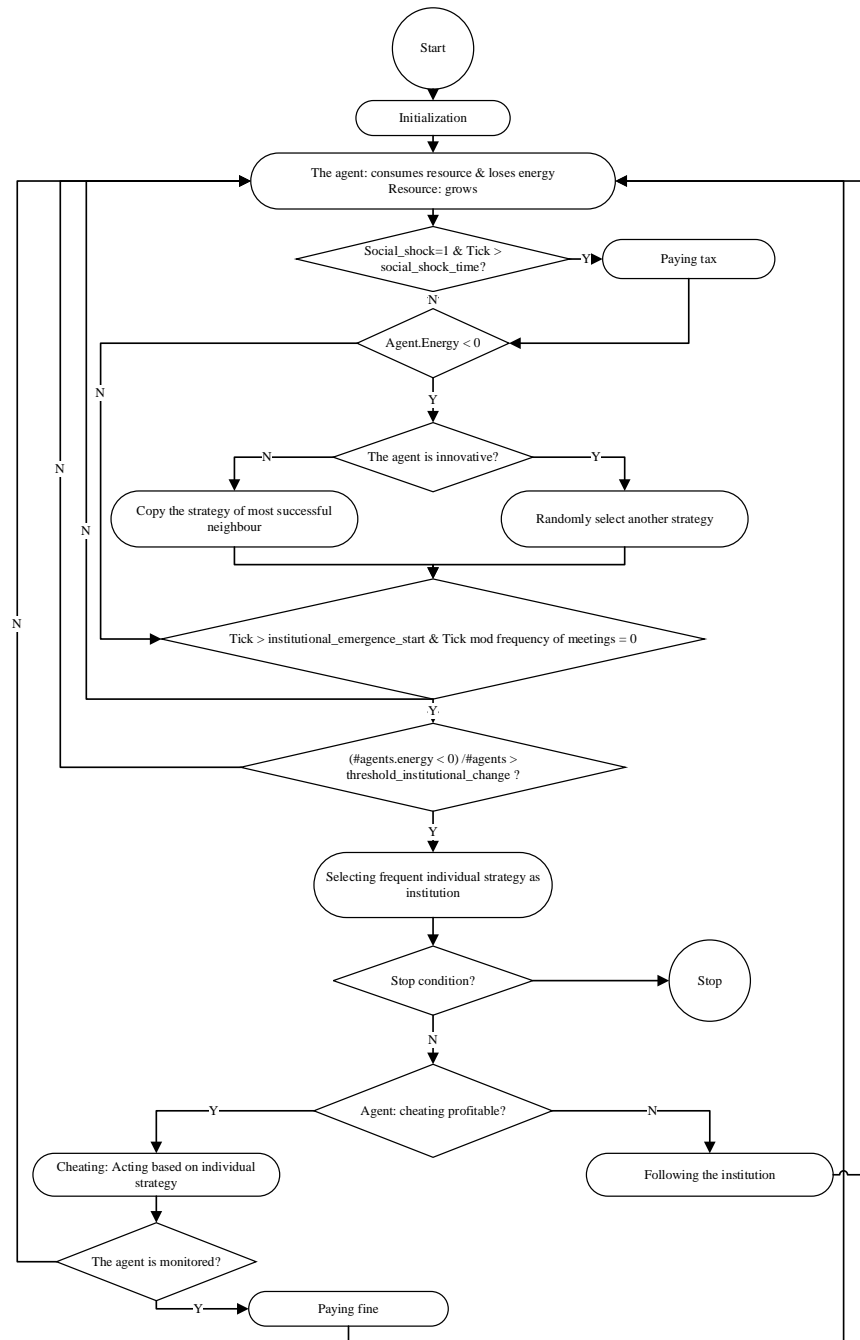 Start
Initialization
The agent: consumes resource & loses energy
Resource: grows
Social_shock=1 & Tick >
social_shock_time?
Y
Paying tax
N
Agent.Energy < 0
N
Y
The agent is innovative?
N
Y
N
Copy the strategy of most successful
neighbour
Randomly select another strategy
N
N
Tick > institutional_emergence_start & Tick mod frequency of meetings = 0
Y
(#agents.energy < 0) /#agents >
threshold_institutional_change ?
Y
Selecting frequent individual strategy as
institution
Stop condition?
Stop
N
Agent: cheating profitable?
Y
N
Cheating: Acting based on individual
strategy
Following the institution
The agent is monitored?
Y
Paying fine